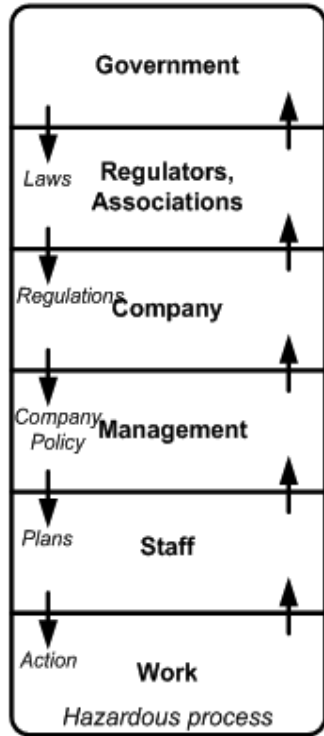 Government
Laws
Regulators,
Associations
Regulations
Company
Company
Policy
Management
Plans
Staff
Action
Work
Hazardous process